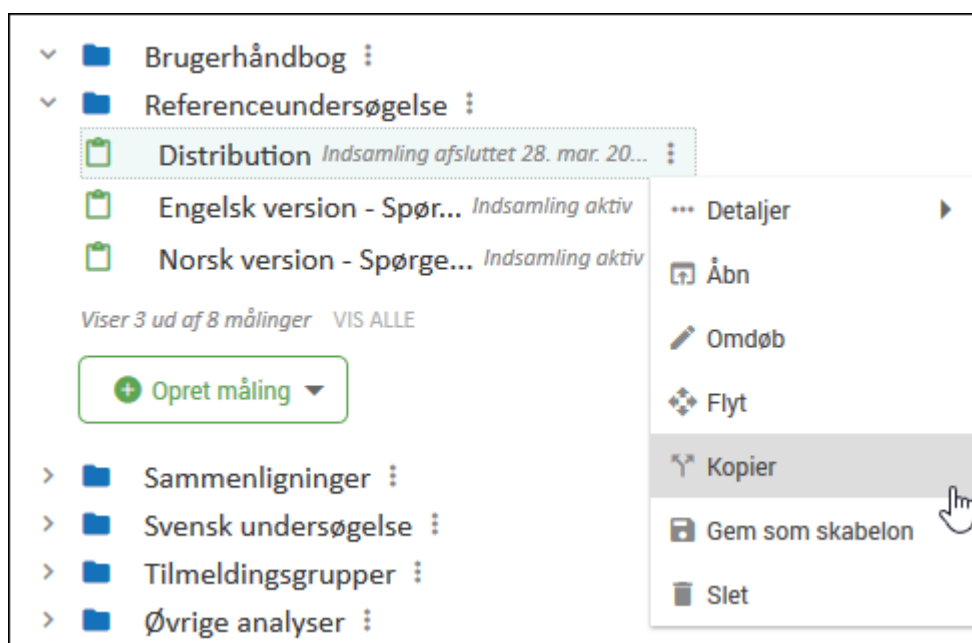 Brugerhåndbog
Referenceundersøgelse
Distribution Indsamling afsluttet 28. mar. 20...
Engelsk version - Spør... Indsamling aktiv
Norsk version - Spørge... Indsamling aktiv
Viser 3 ud af 8 målinger VIS ALLE
Opret måling
Sammenligninger
Svensk undersøgelse
Tilmeldingsgrupper
Øvrige analyser
Detaljer
Åbn
Omdøb
Flyt
Kopier
Gem som skabelon
Slet